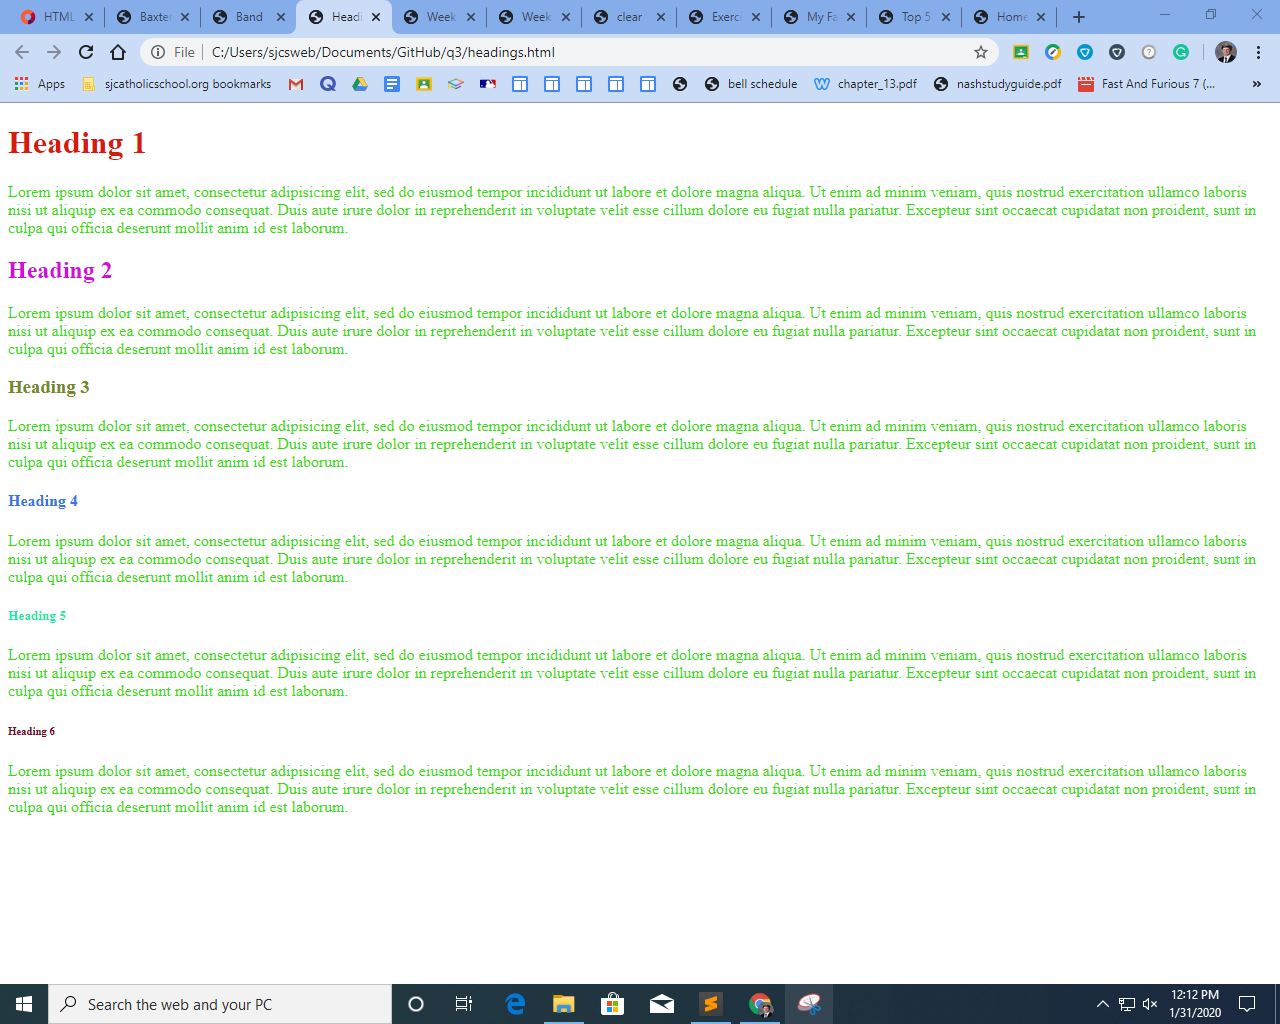 HTML Baxter Band Headi Week Week clear Exerci My Fa Top 5 Home
File C:/Users/sjcsweb/Documents/GitHub/q3/headings.html
Apps sjcatholicschool.org bookmarks bell schedule chapter_13.pdf nashstudyguide.pdf Fast And Furious 7 (...
Heading 1
Lorem ipsum dolor sit amet, consectetur adipisicing elit, sed do eiusmod tempor incididunt ut labore et dolore magna aliqua. Ut enim ad minim veniam, quis nostrud exercitation ullamco laboris
nisi ut aliquip ex ea commodo consequat. Duis aute irure dolor in reprehenderit in voluptate velit esse cillum dolore eu fugiat nulla pariatur. Excepteur sint occaecat cupidatat non proident, sunt in
culpa qui officia deserunt mollit anim id est laborum.
Heading 2
Lorem ipsum dolor sit amet, consectetur adipisicing elit, sed do eiusmod tempor incididunt ut labore et dolore magna aliqua. Ut enim ad minim veniam, quis nostrud exercitation ullamco laboris
nisi ut aliquip ex ea commodo consequat. Duis aute irure dolor in reprehenderit in voluptate velit esse cillum dolore eu fugiat nulla pariatur. Excepteur sint occaecat cupidatat non proident, sunt in
culpa qui officia deserunt mollit anim id est laborum.
Heading 3
Lorem ipsum dolor sit amet, consectetur adipisicing elit, sed do eiusmod tempor incididunt ut labore et dolore magna aliqua. Ut enim ad minim veniam, quis nostrud exercitation ullamco laboris
nisi ut aliquip ex ea commodo consequat. Duis aute irure dolor in reprehenderit in voluptate velit esse cillum dolore eu fugiat nulla pariatur. Excepteur sint occaecat cupidatat non proident, sunt in
culpa qui officia deserunt mollit anim id est laborum.
Heading 4
Lorem ipsum dolor sit amet, consectetur adipisicing elit, sed do eiusmod tempor incididunt ut labore et dolore magna aliqua. Ut enim ad minim veniam, quis nostrud exercitation ullamco laboris
nisi ut aliquip ex ea commodo consequat. Duis aute irure dolor in reprehenderit in voluptate velit esse cillum dolore eu fugiat nulla pariatur. Excepteur sint occaecat cupidatat non proident, sunt in
culpa qui officia deserunt mollit anim id est laborum.
Heading 5
Lorem ipsum dolor sit amet, consectetur adipisicing elit, sed do eiusmod tempor incididunt ut labore et dolore magna aliqua. Ut enim ad minim veniam, quis nostrud exercitation ullamco laboris
nisi ut aliquip ex ea commodo consequat. Duis aute irure dolor in reprehenderit in voluptate velit esse cillum dolore eu fugiat nulla pariatur. Excepteur sint occaecat cupidatat non proident, sunt in
culpa qui officia deserunt mollit anim id est laborum.
Heading 6
Lorem ipsum dolor sit amet, consectetur adipisicing elit, sed do eiusmod tempor incididunt ut labore et dolore magna aliqua. Ut enim ad minim veniam, quis nostrud exercitation ullamco laboris
nisi ut aliquip ex ea commodo consequat. Duis aute irure dolor in reprehenderit in voluptate velit esse cillum dolore eu fugiat nulla pariatur. Excepteur sint occaecat cupidatat non proident, sunt in
culpa qui officia deserunt mollit anim id est laborum.
Search the web and your PC
12:12 PM
1/31/2020